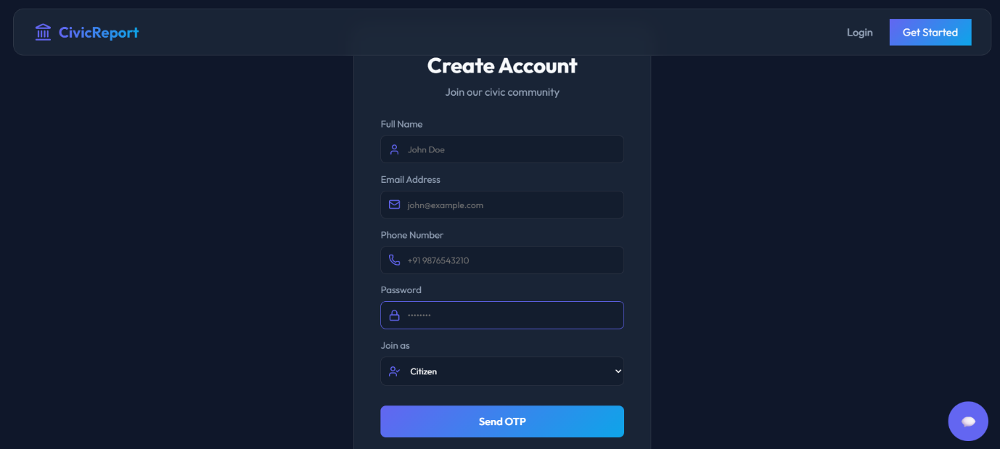 CivicReport
Login
Get Started
Create Account
Join our civic community
Full Name
John Doe
Email Address
john@example.com
Phone Number
+91 9876543210
Password
••••••••
Join as
Citizen
Send OTP